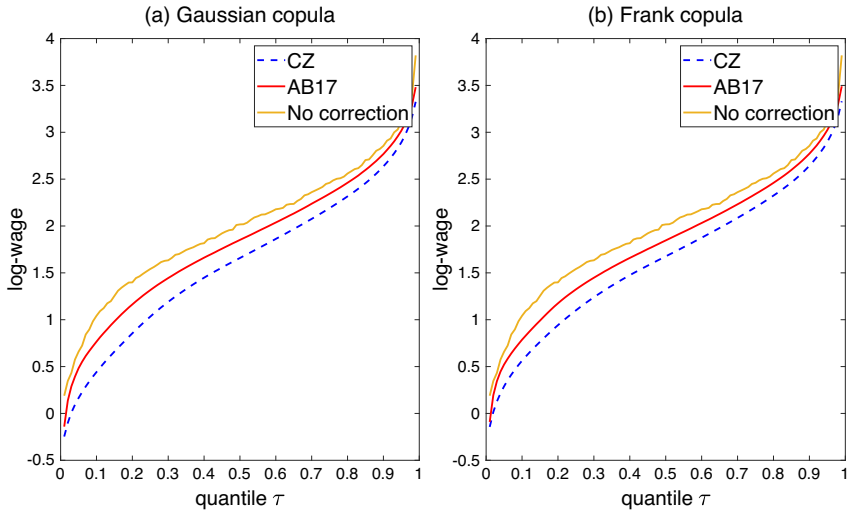 (a) Gaussian copula
4
3.5
3
2.5
2
1.5
1
0.5
0
-0.5
log-wage
CZ
AB17
No correction
0 0.1 0.2 0.3 0.4 0.5 0.6 0.7 0.8 0.9 1
quantile τ
(b) Frank copula
4
3.5
3
2.5
2
1.5
1
0.5
0
-0.5
log-wage
CZ
AB17
No correction
0 0.1 0.2 0.3 0.4 0.5 0.6 0.7 0.8 0.9 1
quantile τ